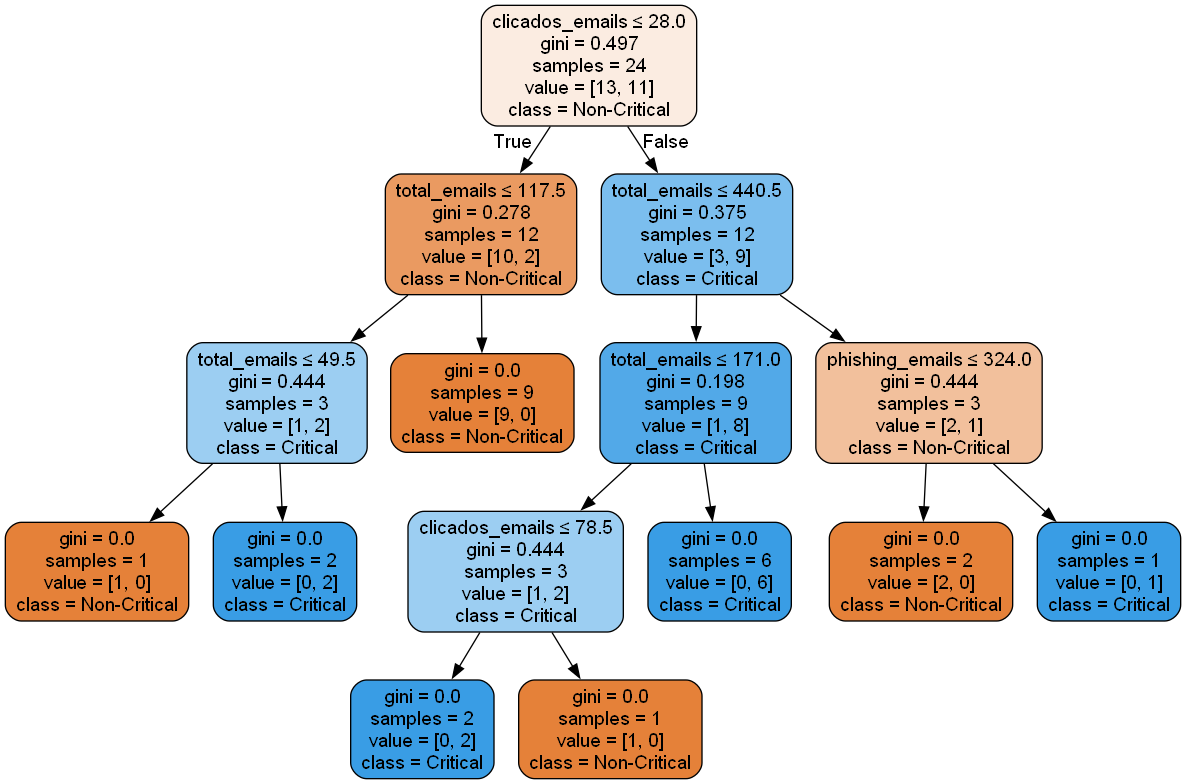 clicados_emails ≤ 28.0
gini = 0.497
samples = 24
value = [13, 11]
class = Non-Critical
True
False
total_emails ≤ 117.5
gini = 0.278
samples = 12
value = [10, 2]
class = Non-Critical
total_emails ≤ 440.5
gini = 0.375
samples = 12
value = [3, 9]
class = Critical
total_emails ≤ 49.5
gini = 0.444
samples = 3
value = [1, 2]
class = Critical
gini = 0.0
samples = 9
value = [9, 0]
class = Non-Critical
total_emails ≤ 171.0
gini = 0.198
samples = 9
value = [1, 8]
class = Critical
phishing_emails ≤ 324.0
gini = 0.444
samples = 3
value = [2, 1]
class = Non-Critical
gini = 0.0
samples = 1
value = [1, 0]
class = Non-Critical
gini = 0.0
samples = 2
value = [0, 2]
class = Critical
clicados_emails ≤ 78.5
gini = 0.444
samples = 3
value = [1, 2]
class = Critical
gini = 0.0
samples = 6
value = [0, 6]
class = Critical
gini = 0.0
samples = 2
value = [2, 0]
class = Non-Critical
gini = 0.0
samples = 1
value = [0, 1]
class = Critical
gini = 0.0
samples = 2
value = [0, 2]
class = Critical
gini = 0.0
samples = 1
value = [1, 0]
class = Non-Critical